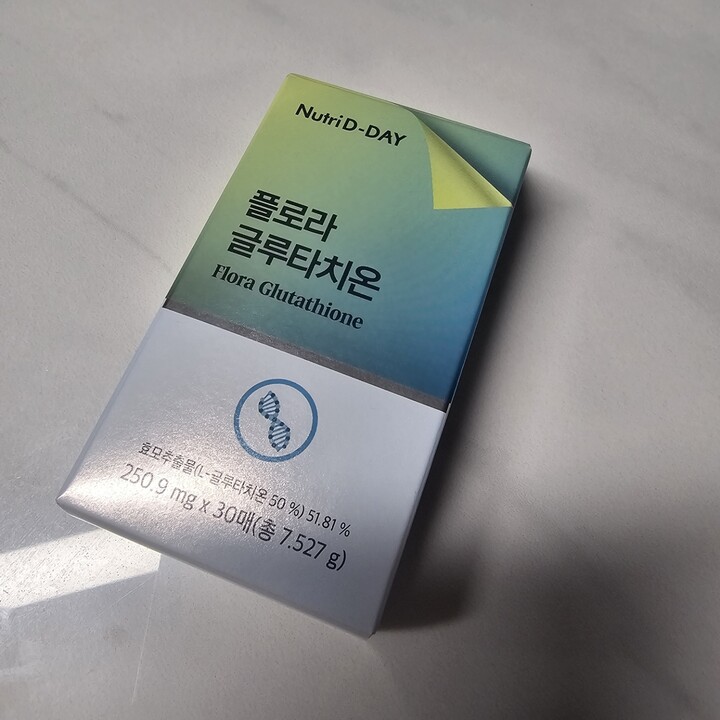 Nutri D-DAY
플로라
글루타치온
Flora Glutathione
효모추출물(L-글루타치온 50 %) 51.81 %
250.9 mg x 30매(총 7.527 g)